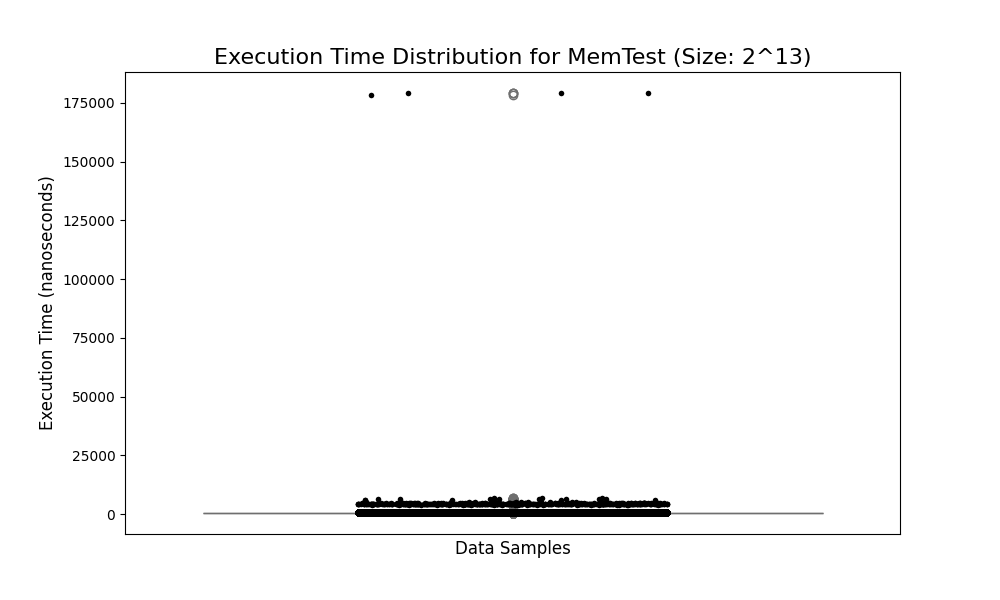 Execution Time Distribution for MemTest (Size: 2^13)
175000
150000
125000
100000
75000
50000
25000
0
Execution Time (nanoseconds)
Data Samples